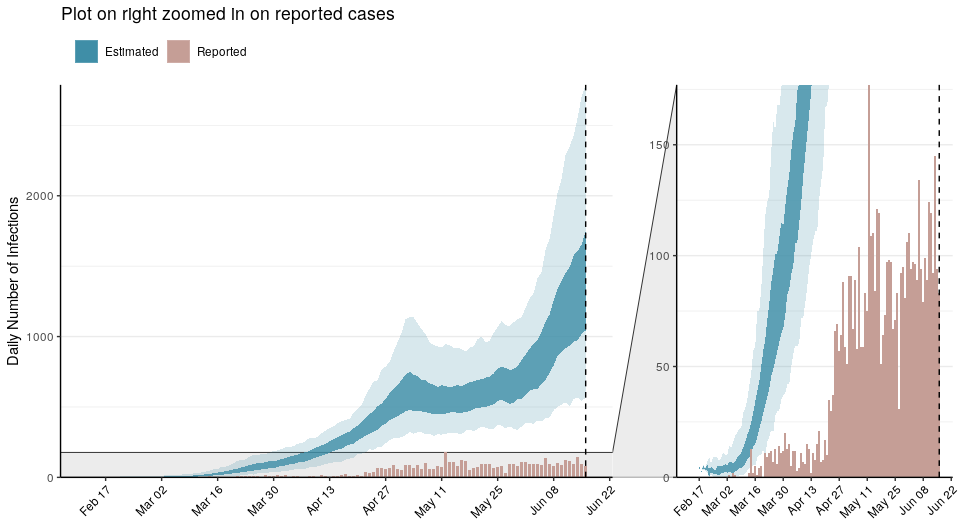 Plot on right zoomed in on reported cases
Estimated Reported
Daily Number of Infections
2000
1000
0
Feb 17 Mar 02 Mar 16 Mar 30 Apr 13 Apr 27 May 11 May 25 Jun 08 Jun 22
150
100
50
0
Feb 17 Mar 02 Mar 16 Mar 30 Apr 13 Apr 27 May 11 May 25 Jun 08 Jun 22